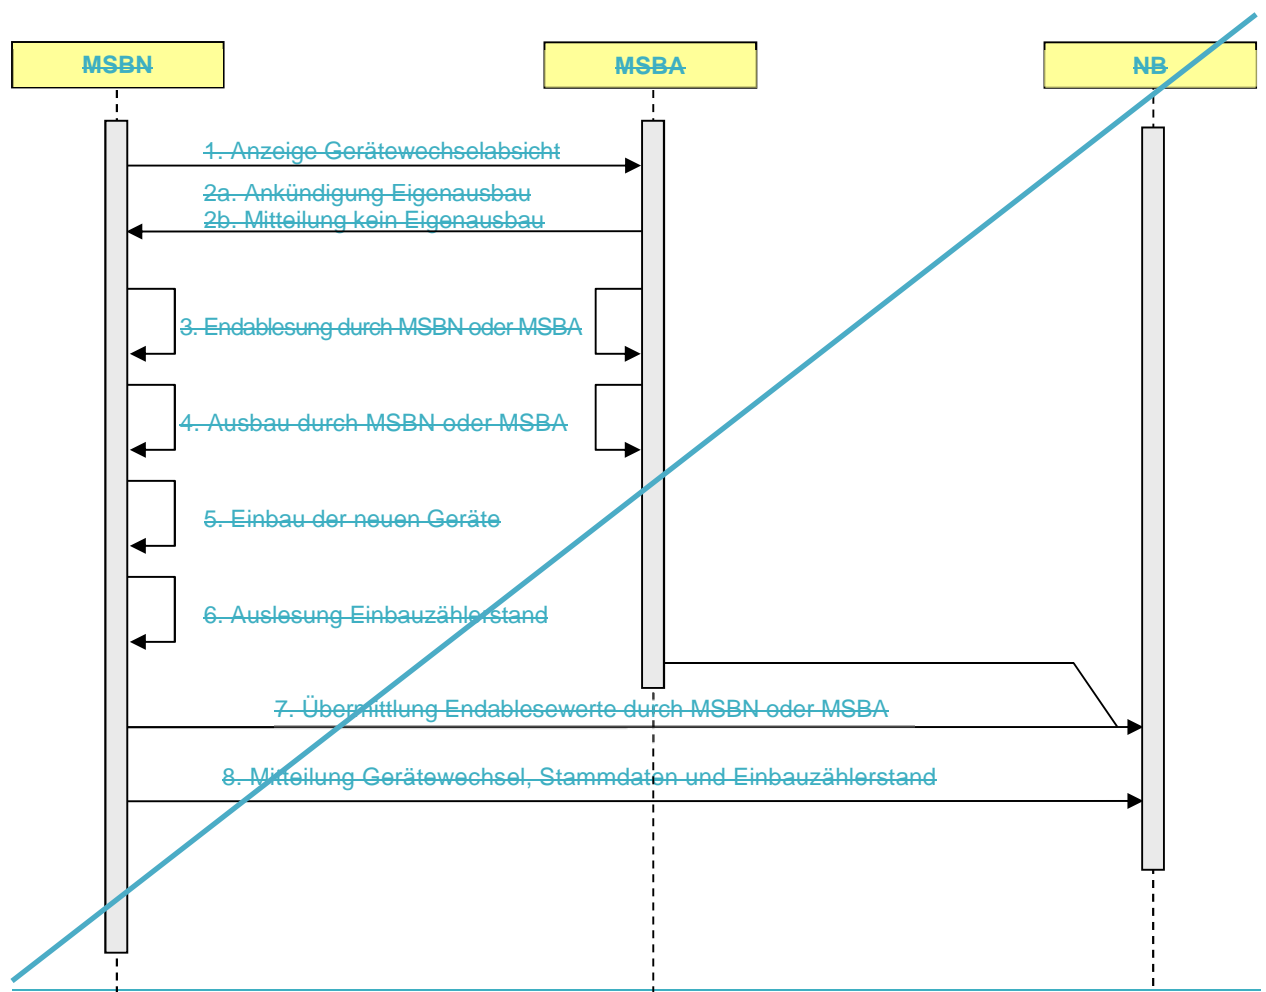 MSBN
MSBA
NB
1. Anzeige Gerätewechselabsicht
2a. Ankündigung Eigenausbau
2b. Mitteilung kein Eigenausbau
3. Endablesung durch MSBN oder MSBA
4. Ausbau durch MSBN oder MSBA
5. Einbau der neuen Geräte
6. Auslesung Einbauzählerstand
7. Übermittlung Endablesewerte durch MSBN oder MSBA
8. Mitteilung Gerätewechsel, Stammdaten und Einbauzählerstand